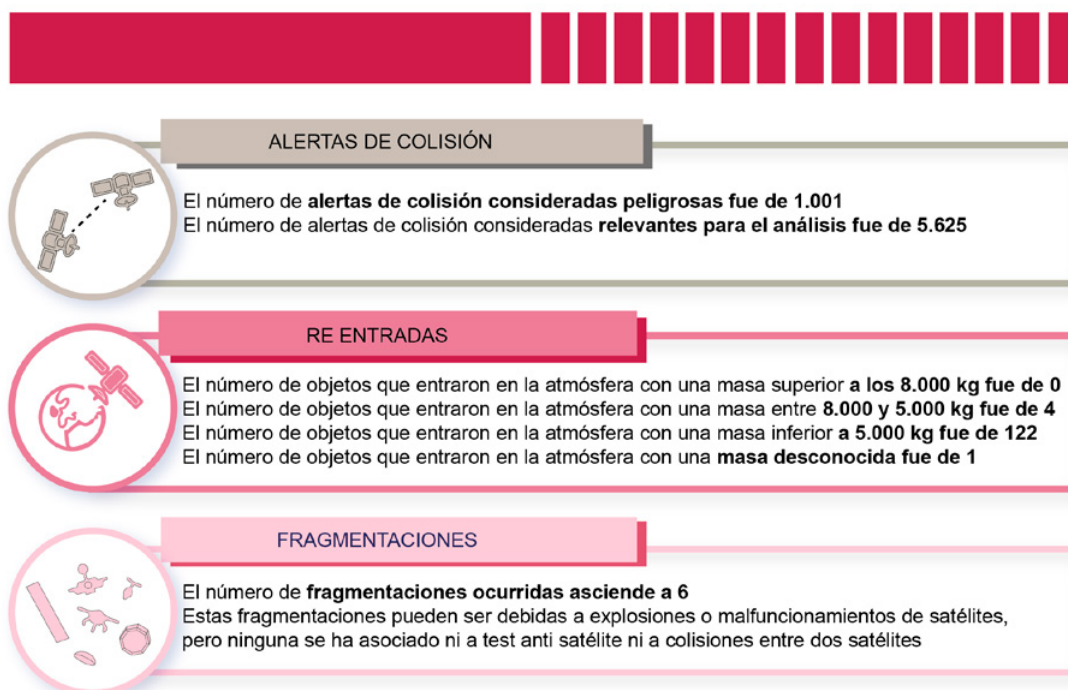 ALERTAS DE COLISIÓN
El número de alertas de colisión consideradas peligrosas fue de 1.001
El número de alertas de colisión consideradas relevantes para el análisis fue de 5.625
RE ENTRADAS
El número de objetos que entraron en la atmósfera con una masa superior a los 8.000 kg fue de 0
El número de objetos que entraron en la atmósfera con una masa entre 8.000 y 5.000 kg fue de 4
El número de objetos que entraron en la atmósfera con una masa inferior a 5.000 kg fue de 122
El número de objetos que entraron en la atmósfera con una masa desconocida fue de 1
FRAGMENTACIONES
El número de fragmentaciones ocurridas asciende a 6
Estas fragmentaciones pueden ser debidas a explosiones o malfuncionamientos de satélites,
pero ninguna se ha asociado ni a test anti satélite ni a colisiones entre dos satélites